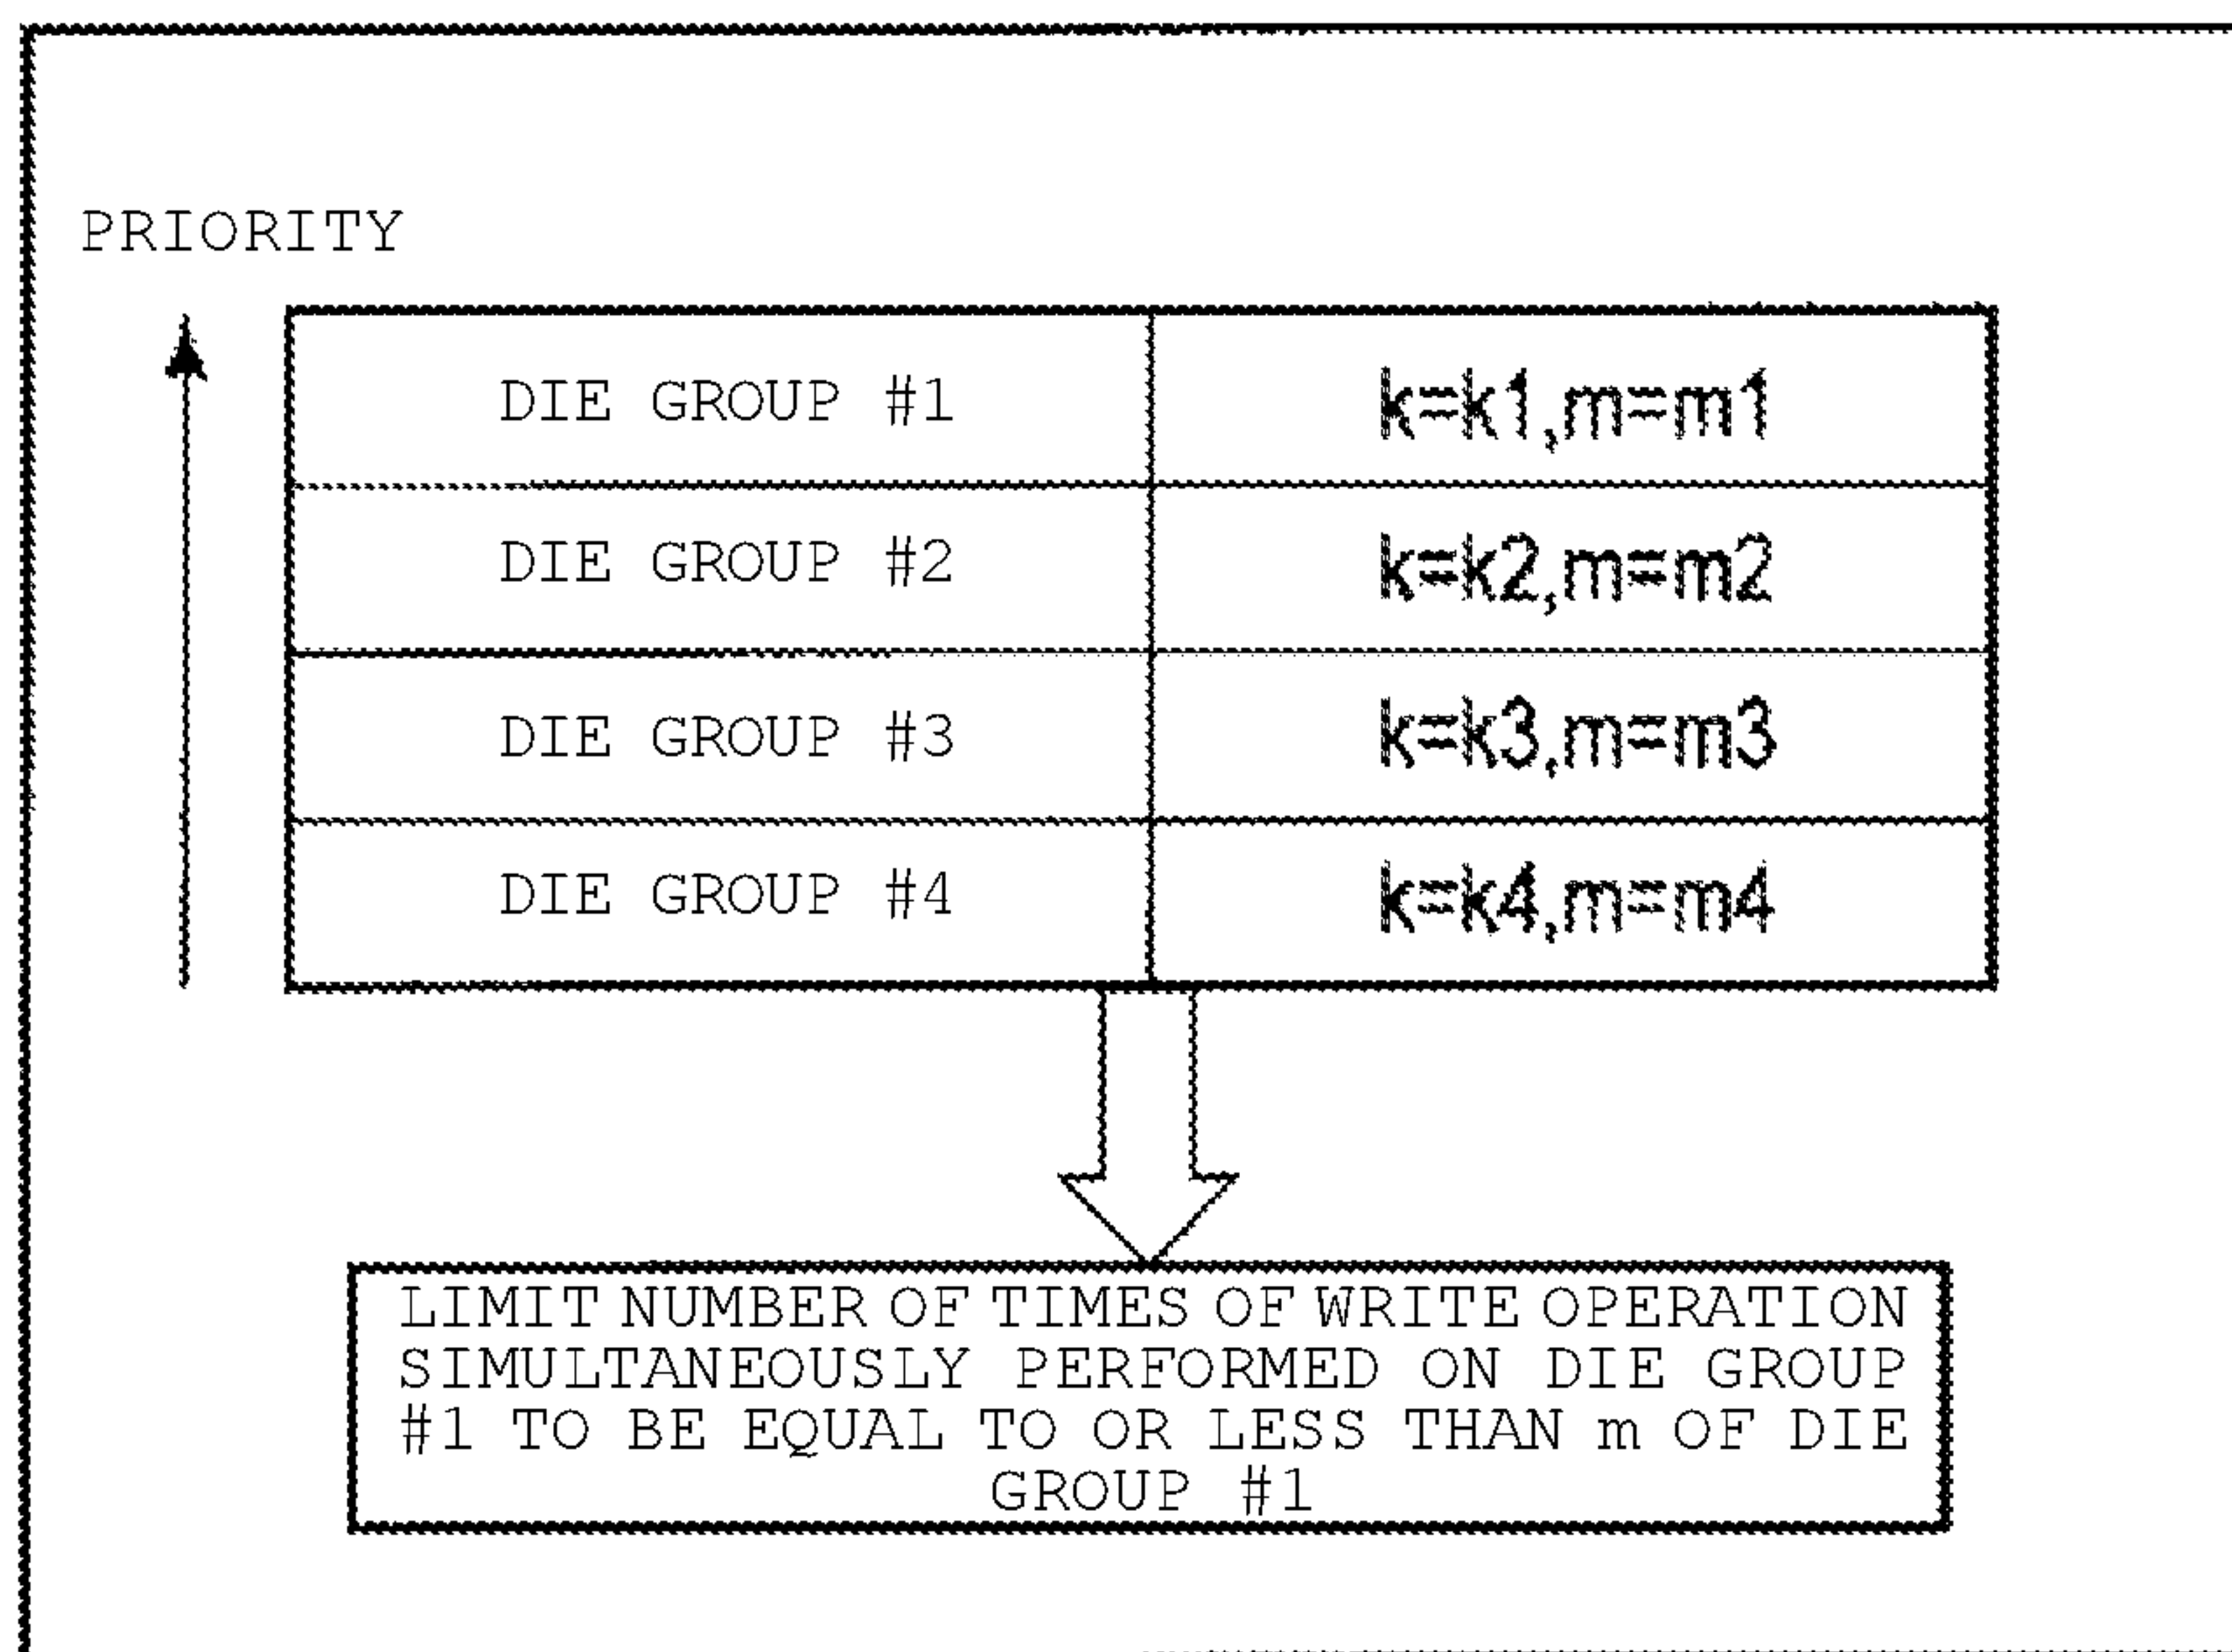 PRIORITY
DIE GROUP #1 k=k1,m=m1
DIE GROUP #2 k=k2,m=m2
DIE GROUP #3 k=k3,m=m3
DIE GROUP #4 k=k4,m=m4
LIMIT NUMBER OF TIMES OF WRITE OPERATION
SIMULTANEOUSLY PERFORMED ON DIE GROUP
#1 TO BE EQUAL TO OR LESS THAN m OF DIE
GROUP #1